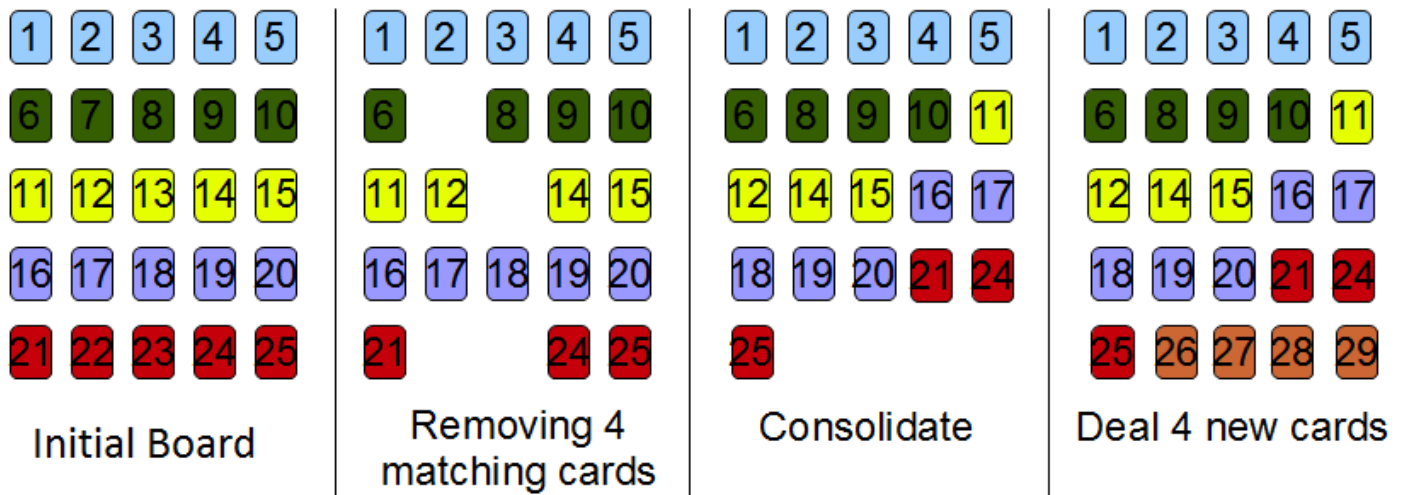 1 2 3 4 5
6 7 8 9 10
11 12 13 14 15
16 17 18 19 20
21 22 23 24 25
Initial Board
1 2 3 4 5
6 8 9 10
11 12 14 15
16 17 18 19 20
21 24 25
Removing 4
matching cards
1 2 3 4 5
6 8 9 10 11
12 14 15 16 17
18 19 20 21 24
25
Consolidate
1 2 3 4 5
6 8 9 10 11
12 14 15 16 17
18 19 20 21 24
25 26 27 28 29
Deal 4 new cards